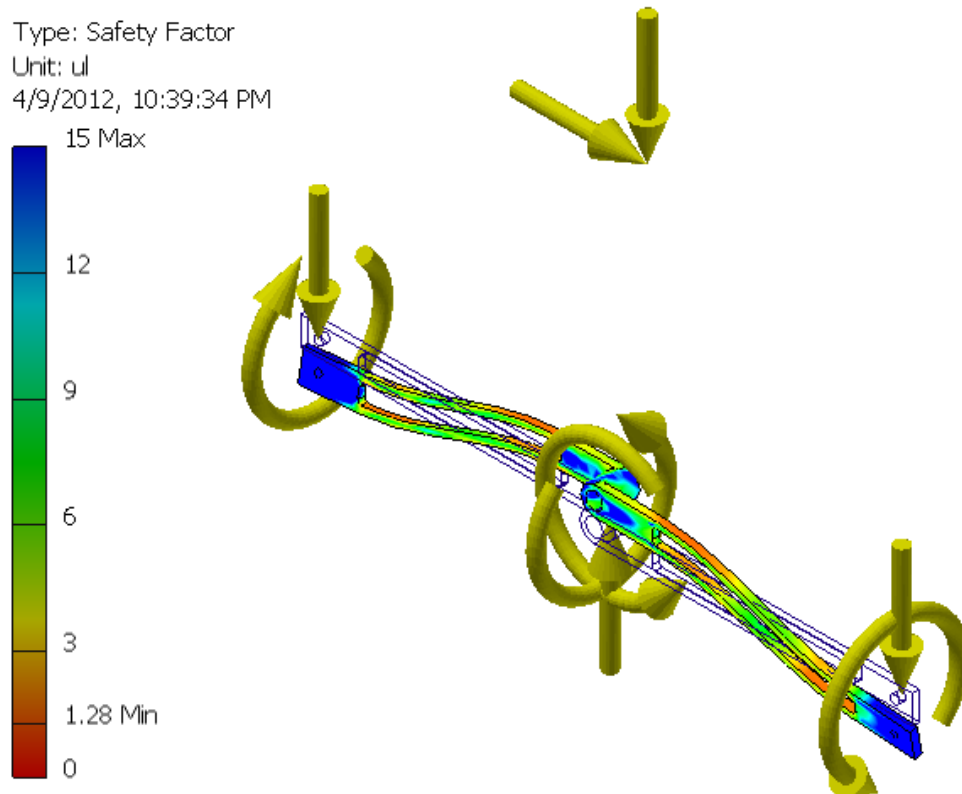 Type: Safety Factor
Unit: ul
4/9/2012, 10:39:34 PM
15 Max
12
9
6
3
1.28 Min
0